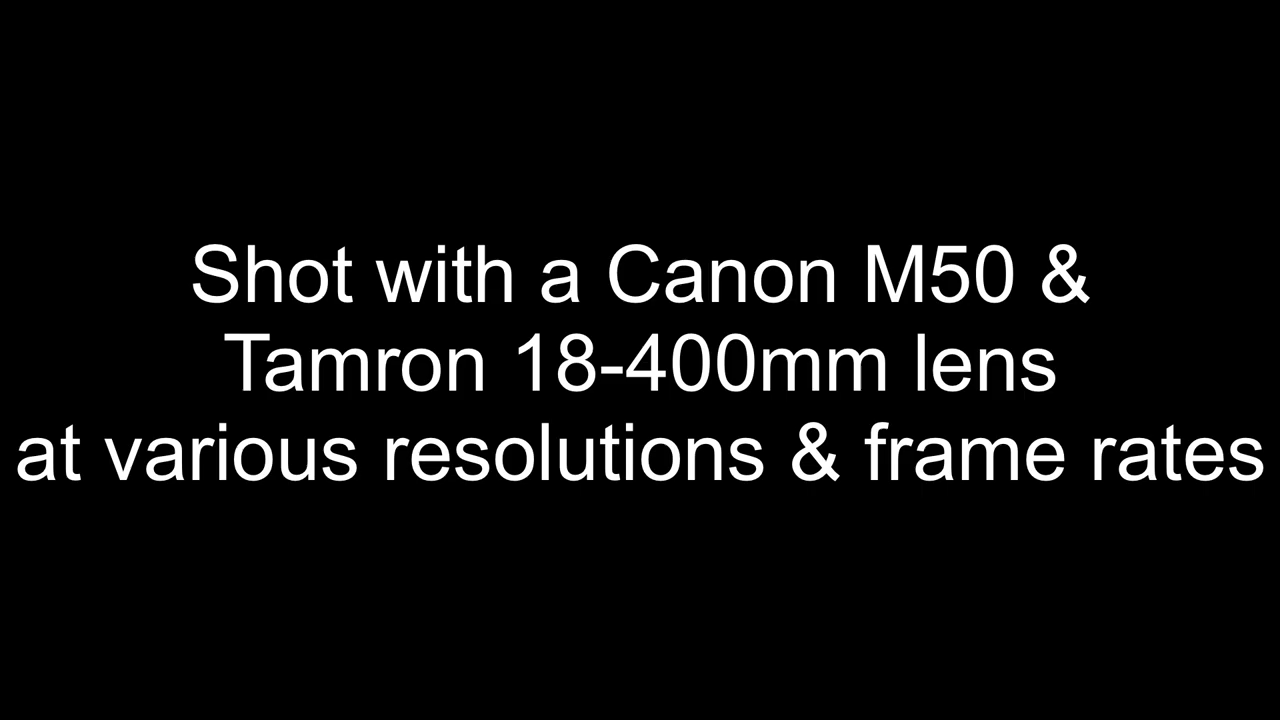 Shot with a Canon M50 &
Tamron 18-400mm lens
at various resolutions & frame rates